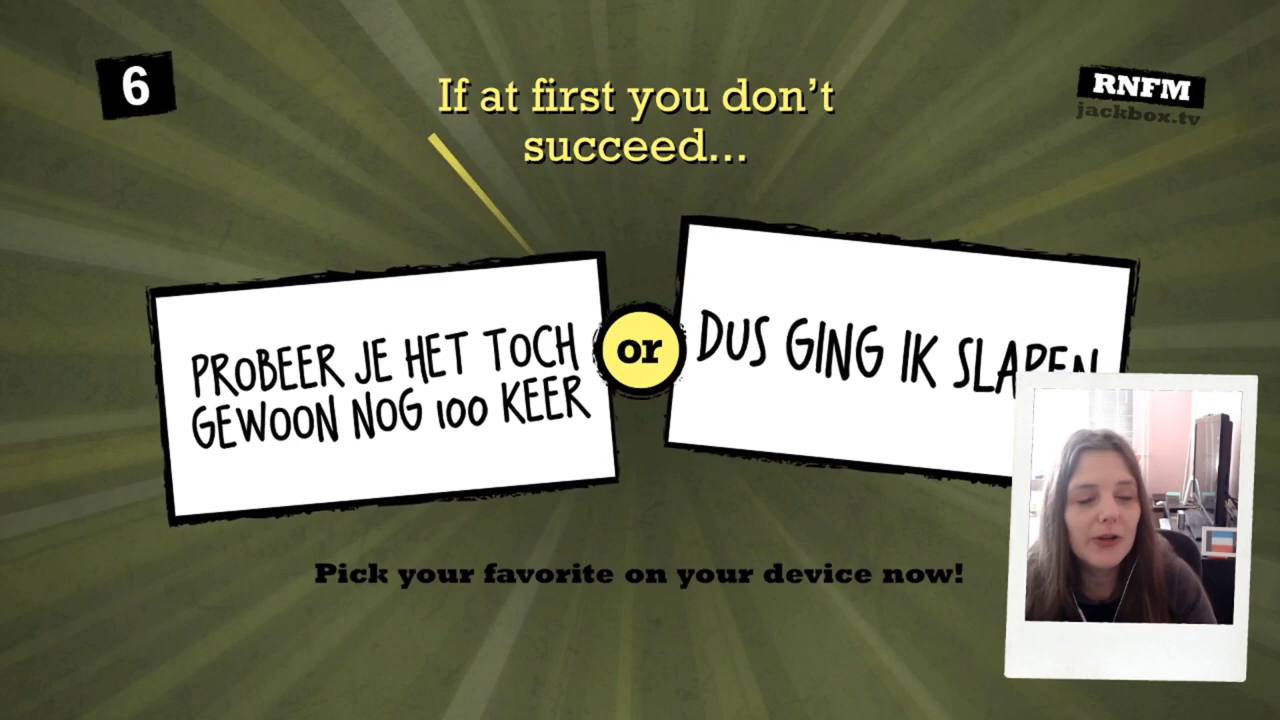 6
If at first you don't
succeed...
RNFM
jackbox.tv
PROBEER JE HET TOCH
GEWOON NOG 100 KEER
or
DUS GING IK SLAPEN
Pick your favorite on your device now!